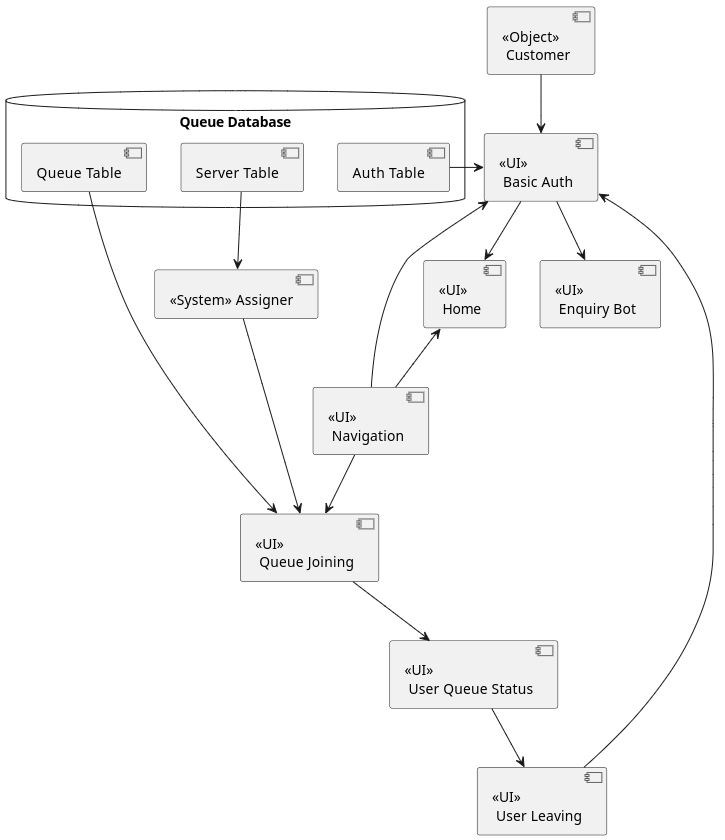 «Object»
Customer
Queue Database
Queue Table
Server Table
Auth Table
«UI»
Basic Auth
«System» Assigner
«UI»
Home
«UI»
Enquiry Bot
«UI»
Navigation
«UI»
Queue Joining
«UI»
User Queue Status
«UI»
User Leaving